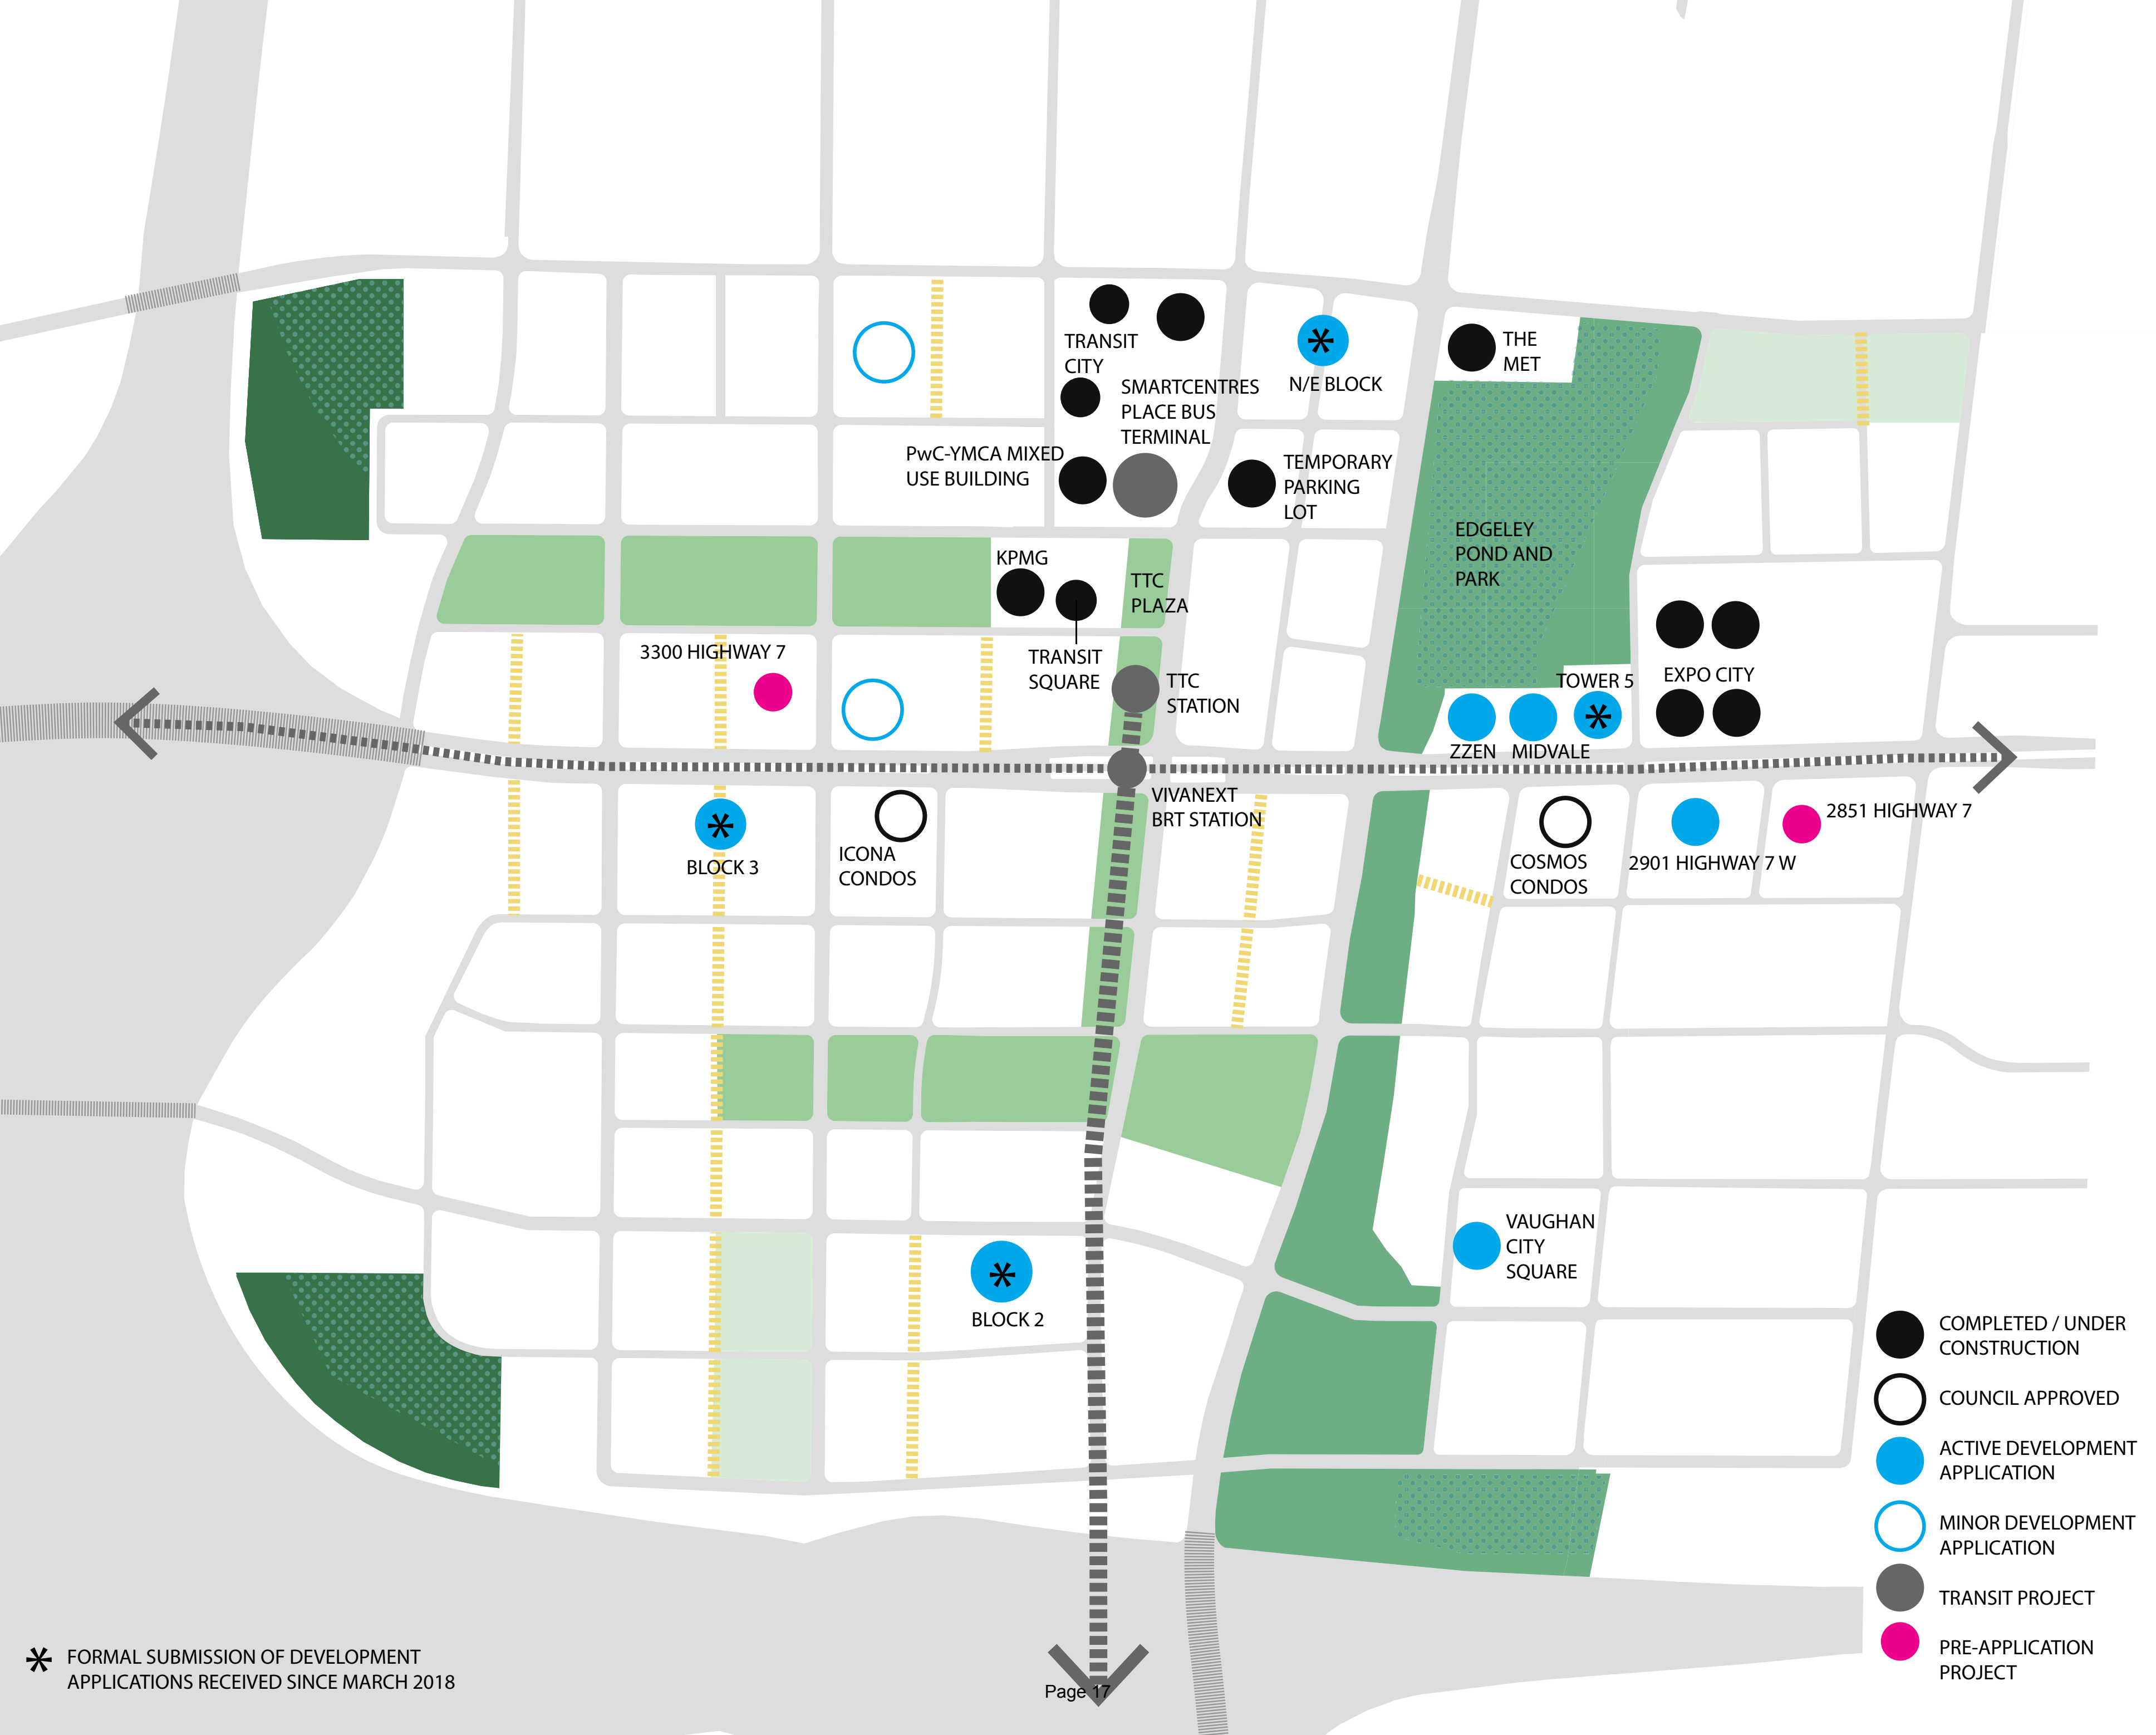 TRANSIT
CITY
N/E BLOCK
THE
MET
SMARTCENTRES
PLACE BUS
TERMINAL
PwC-YMCA MIXED
USE BUILDING
TEMPORARY
PARKING
LOT
EDGELEY
POND AND
PARK
KPMG
TTC
PLAZA
3300 HIGHWAY 7
TRANSIT
SQUARE
TTC
STATION
TOWER 5
EXPO CITY
ZZEN
MIDVALE
VIVANEXT
BRT STATION
2851 HIGHWAY 7
BLOCK 3
ICONA
CONDOS
COSMOS
CONDOS
2901 HIGHWAY 7 W
VAUGHAN
CITY
SQUARE
BLOCK 2
COMPLETED / UNDER
CONSTRUCTION
COUNCIL APPROVED
ACTIVE DEVELOPMENT
APPLICATION
MINOR DEVELOPMENT
APPLICATION
TRANSIT PROJECT
PRE-APPLICATION
PROJECT
* FORMAL SUBMISSION OF DEVELOPMENT
APPLICATIONS RECEIVED SINCE MARCH 2018
Page 17